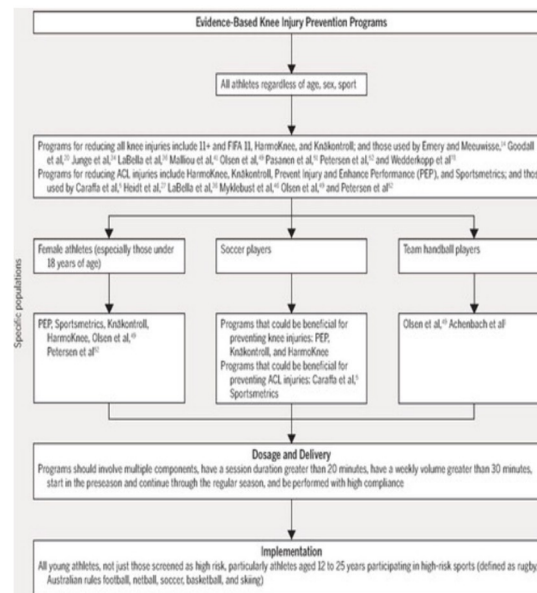 Evidence-Based Knee Injury Prevention Programs
All athletes regardless of age, sex, sport
Programs for reducing all knee injuries include 11+ and FIFA 11, HarmoKnee, and Knäkontroll; and those used by Emery and Meeuwisse, Goodall
et al, Junge et al, LaBella et al, Malliou et al, Olsen et al, Pasanen et al, Petersen et al, and Wedderkopp et al
Programs for reducing ACL injuries include HarmoKnee, Knäkontroll, Prevent Injury and Enhance Performance (PEP), and Sportsmetrics; and those
used by Caraffa et al, Heidt et al, LaBella et al, Myklebust et al, Olsen et al, and Petersen et al
Specific populations
Female athletes (especially those under
18 years of age)
Soccer players
Team handball players
PEP, Sportsmetrics, Knäkontroll,
HarmoKnee, Olsen et al,
Petersen et al
Programs that could be beneficial for
preventing knee injuries: PEP,
Knäkontroll, and HarmoKnee
Programs that could be beneficial for
preventing ACL injuries: Caraffa et al,
Sportsmetrics
Olsen et al, Achenbach et al
Dosage and Delivery
Programs should involve multiple components, have a session duration greater than 20 minutes, have a weekly volume greater than 30 minutes,
start in the preseason and continue through the regular season, and be performed with high compliance
Implementation
All young athletes, not just those screened as high risk, particularly athletes aged 12 to 25 years participating in high-risk sports (defined as rugby,
Australian rules football, netball, soccer, basketball, and skiing)